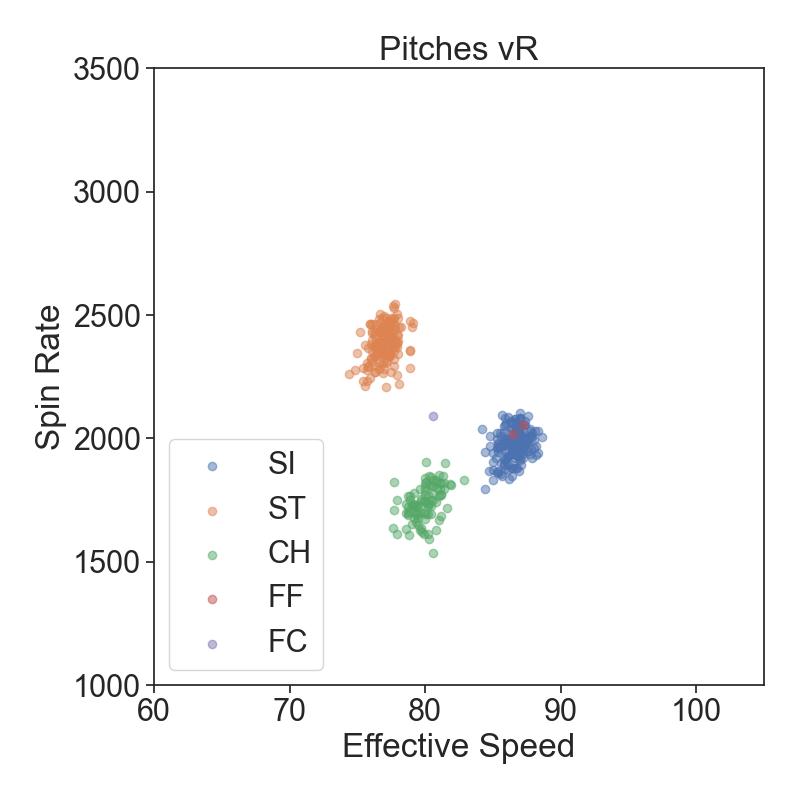 Pitches vR
3500
3000
2500
2000
1500
1000
Spin Rate
SI
ST
CH
FF
FC
60 70 80 90 100
Effective Speed